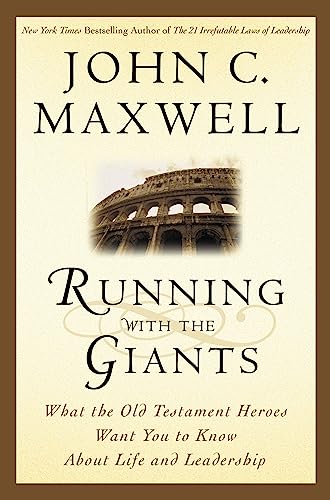 New York Times Bestselling Author of The 21 Irrefutable Laws of Leadership
JOHN C.
MAXWELL
RUNNING
WITH THE
GIANTS
What the Old Testament Heroes
Want You to Know
About Life and Leadership